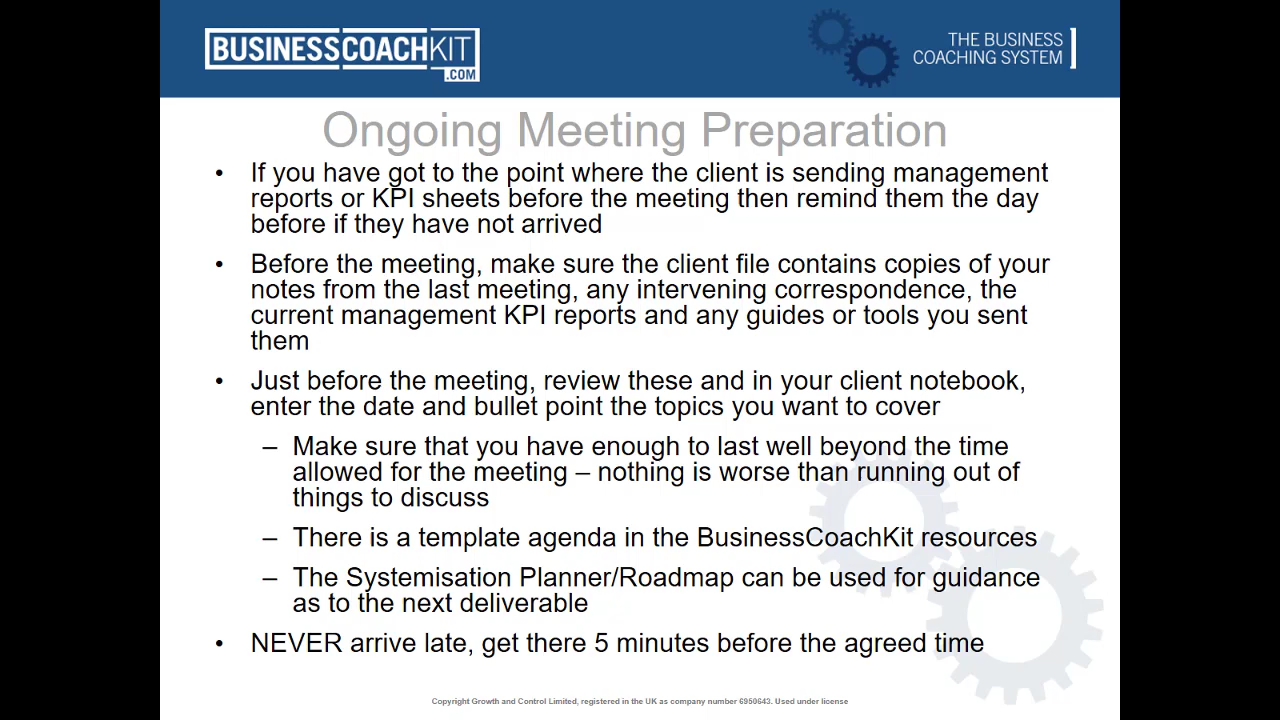 BUSINESSCOACHKIT
.COM
THE BUSINESS
COACHING SYSTEM
Ongoing Meeting Preparation
• If you have got to the point where the client is sending management
reports or KPI sheets before the meeting then remind them the day
before if they have not arrived
• Before the meeting, make sure the client file contains copies of your
notes from the last meeting, any intervening correspondence, the
current management KPI reports and any guides or tools you sent
them
• Just before the meeting, review these and in your client notebook,
enter the date and bullet point the topics you want to cover
– Make sure that you have enough to last well beyond the time
allowed for the meeting – nothing is worse than running out of
things to discuss
– There is a template agenda in the BusinessCoachKit resources
– The Systemisation Planner/Roadmap can be used for guidance
as to the next deliverable
• NEVER arrive late, get there 5 minutes before the agreed time
Copyright Growth and Control Limited, registered in the UK as company number 6950643. Used under license